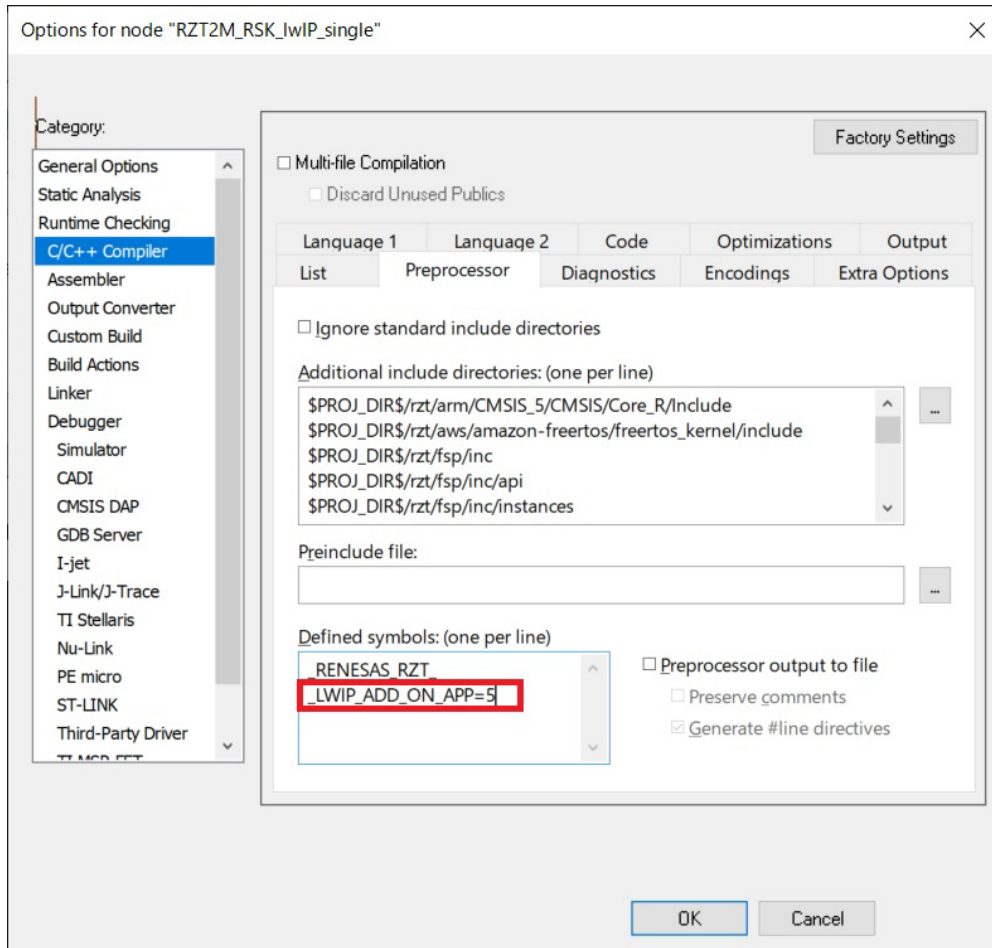 Options for node "RZT2M_RSK_lwIP_single"
Category:
General Options
Static Analysis
Runtime Checking
C/C++ Compiler
Assembler
Output Converter
Custom Build
Build Actions
Linker
Debugger
Simulator
CADI
CMSIS DAP
GDB Server
I-jet
J-Link/J-Trace
TI Stellaris
Nu-Link
PE micro
ST-LINK
Third-Party Driver
TI MSP-FET
Factory Settings
Multi-file Compilation
Discard Unused Publics
Language 1 Language 2 Code Optimizations Output
List Preprocessor Diagnostics Encodings Extra Options
Ignore standard include directories
Additional include directories: (one per line)
$PROJ_DIR$/rzt/arm/CMSIS_5/CMSIS/Core_R/Include
$PROJ_DIR$/rzt/aws/amazon-freertos/freertos_kernel/include
$PROJ_DIR$/rzt/fsp/inc
$PROJ_DIR$/rzt/fsp/inc/api
$PROJ_DIR$/rzt/fsp/inc/instances
...
Preinclude file:
...
Defined symbols: (one per line)
_RENESAS_RZT_
_LWIP_ADD_ON_APP=5
Preprocessor output to file
Preserve comments
Generate #line directives
OK Cancel